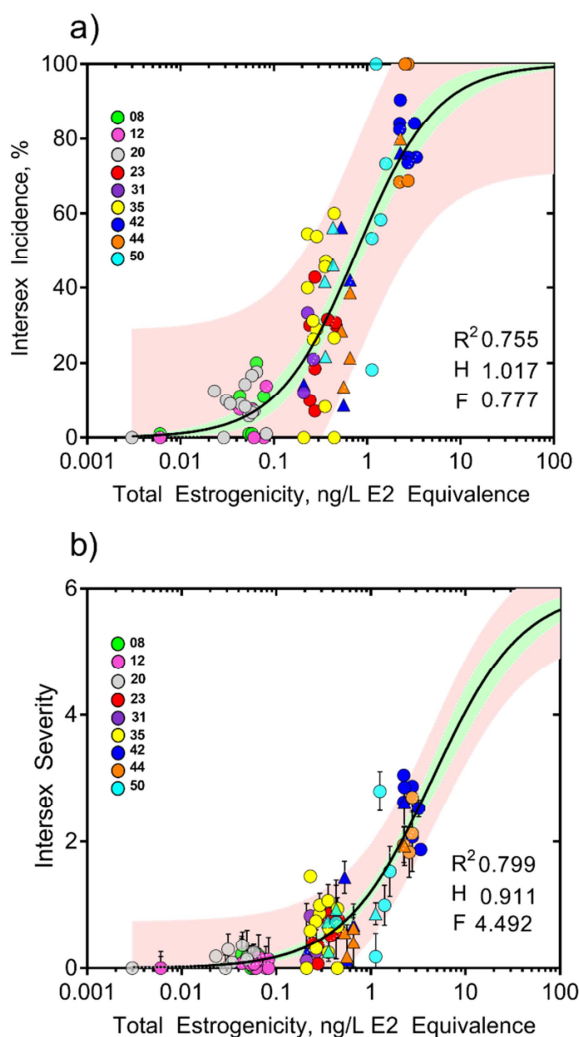 a)
100
80
60
40
20
0
Intersex Incidence, %
08
12
20
23
31
35
42
44
50
R² 0.755
H 1.017
F 0.777
0.001 0.01 0.1 1 10 100
Total Estrogenicity, ng/L E2 Equivalence
b)
6
4
2
0
Intersex Severity
08
12
20
23
31
35
42
44
50
R² 0.799
H 0.911
F 4.492
0.001 0.01 0.1 1 10 100
Total Estrogenicity, ng/L E2 Equivalence